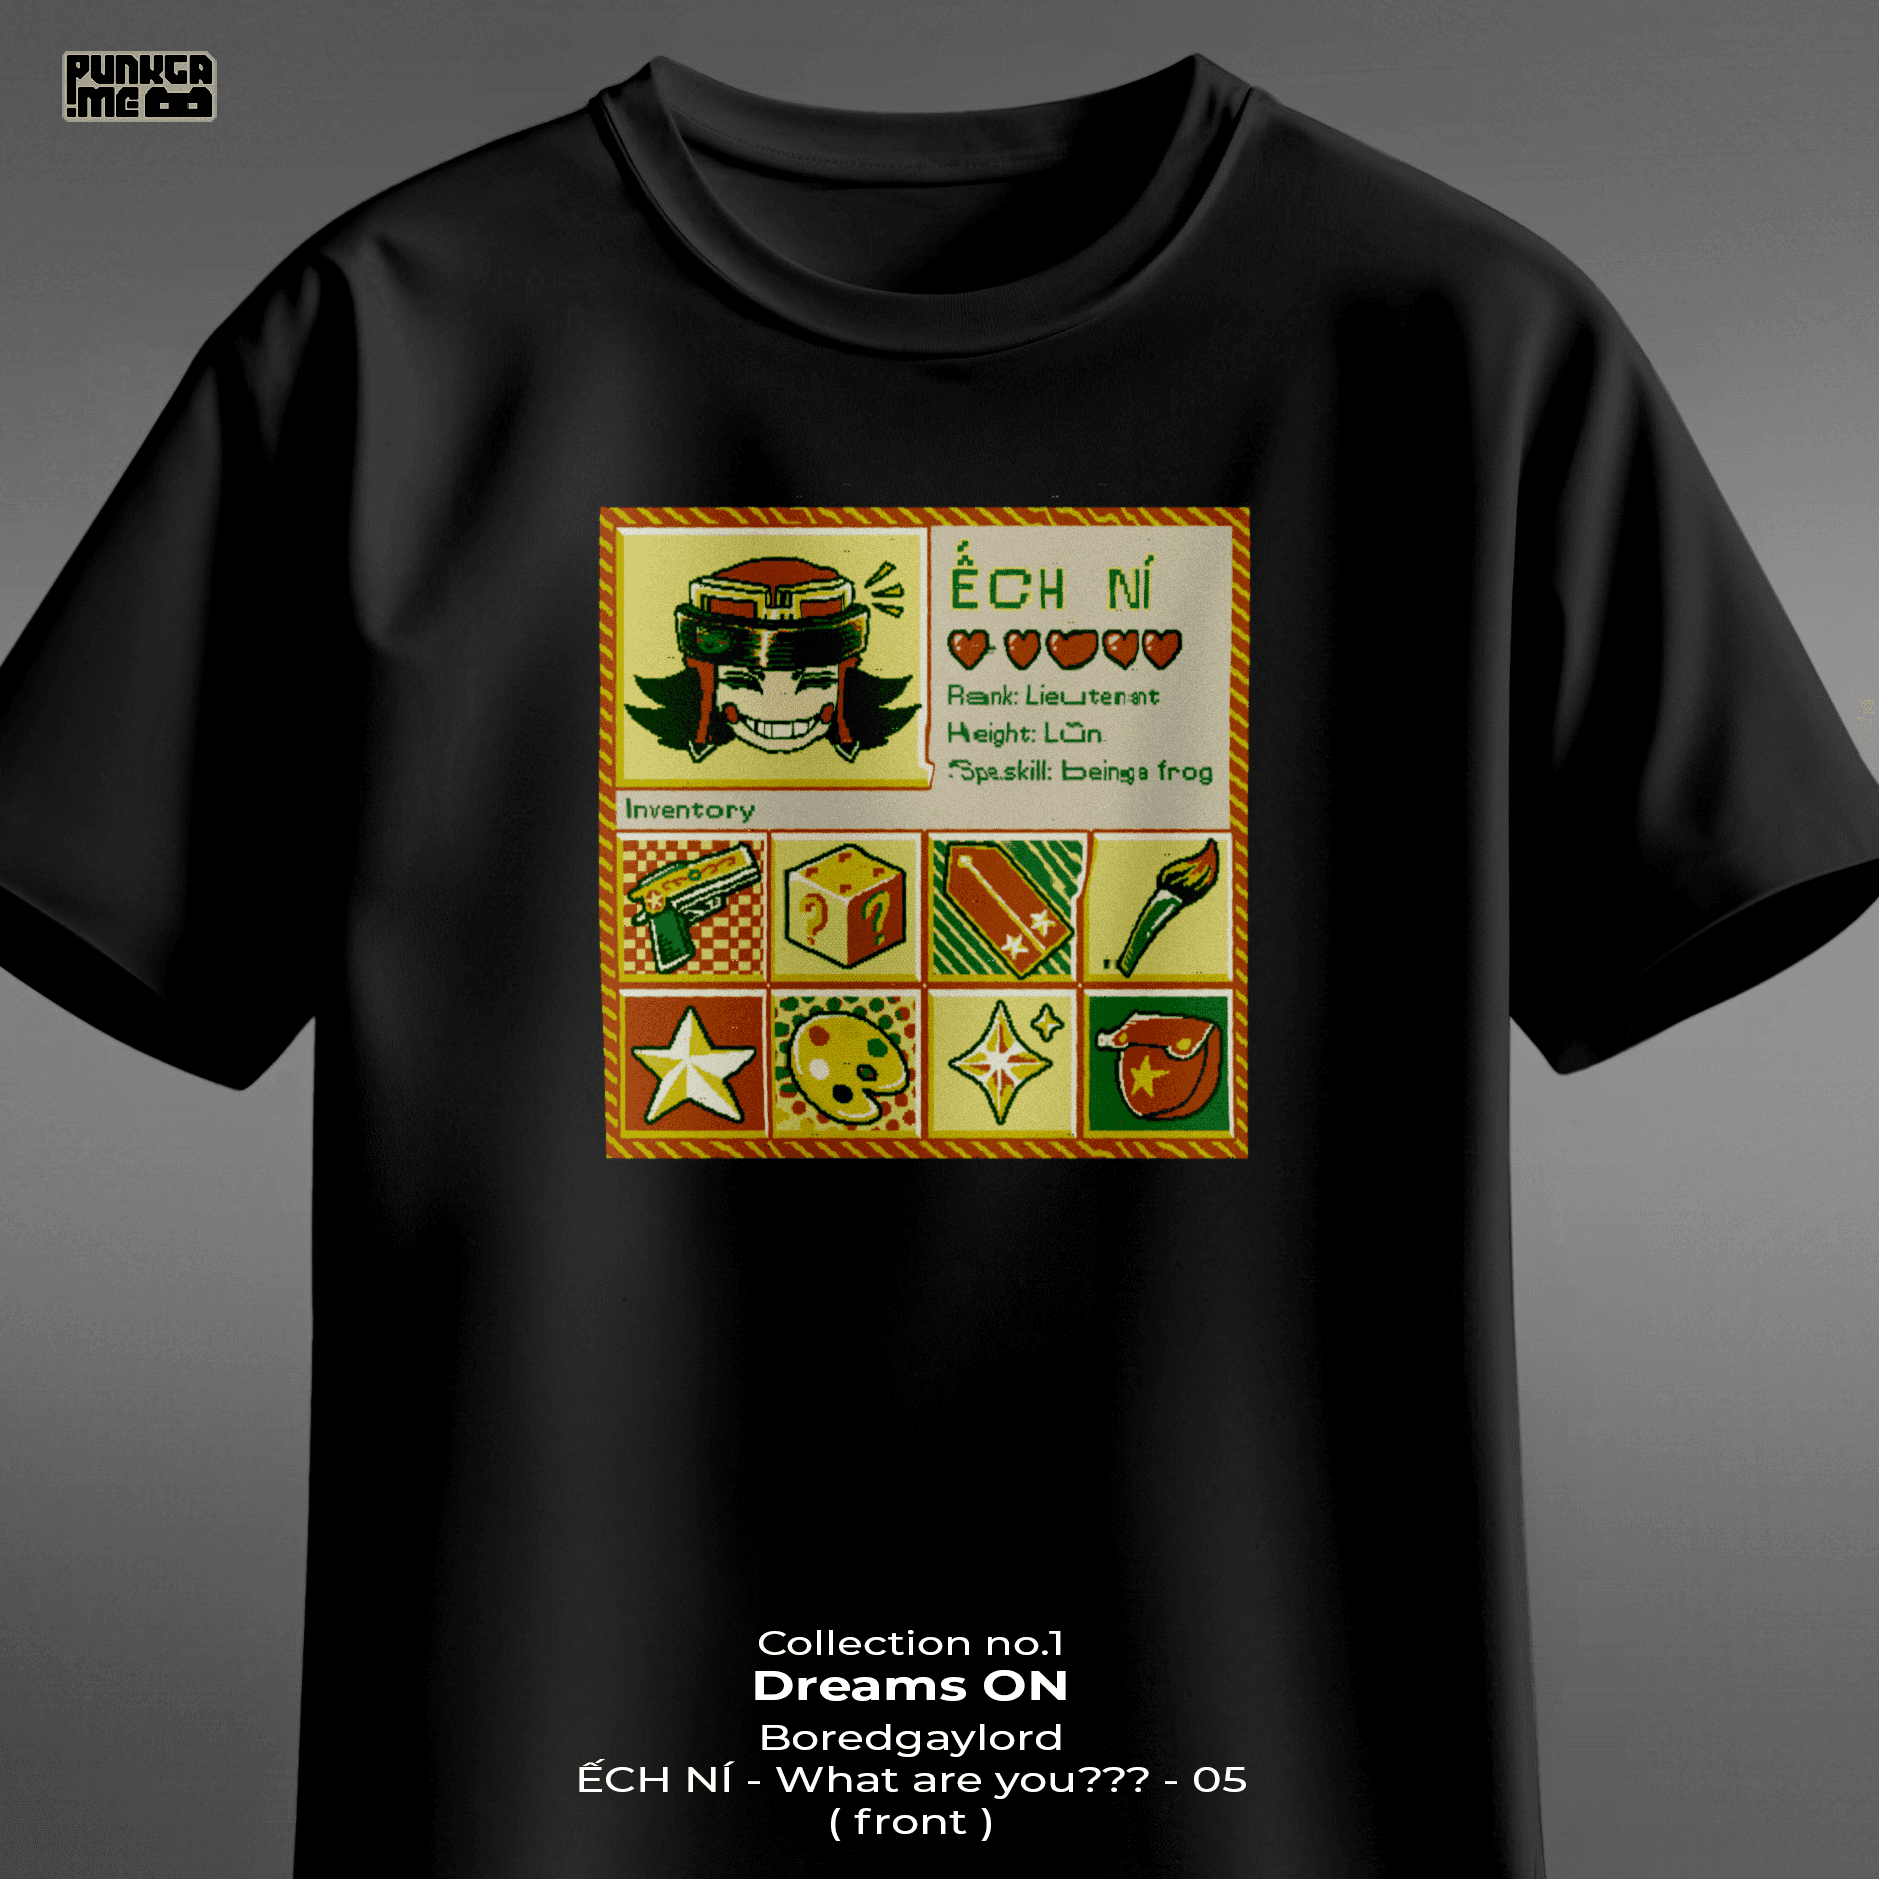 PUNKGA
.ME
ẾCH NÍ
Rank: Lieutenant
Height: Lùn
Spe.skill: being a frog
Inventory
? ?
Collection no.1
Dreams ON
Boredgaylord
ẾCH NÍ - What are you??? - 05
( front )